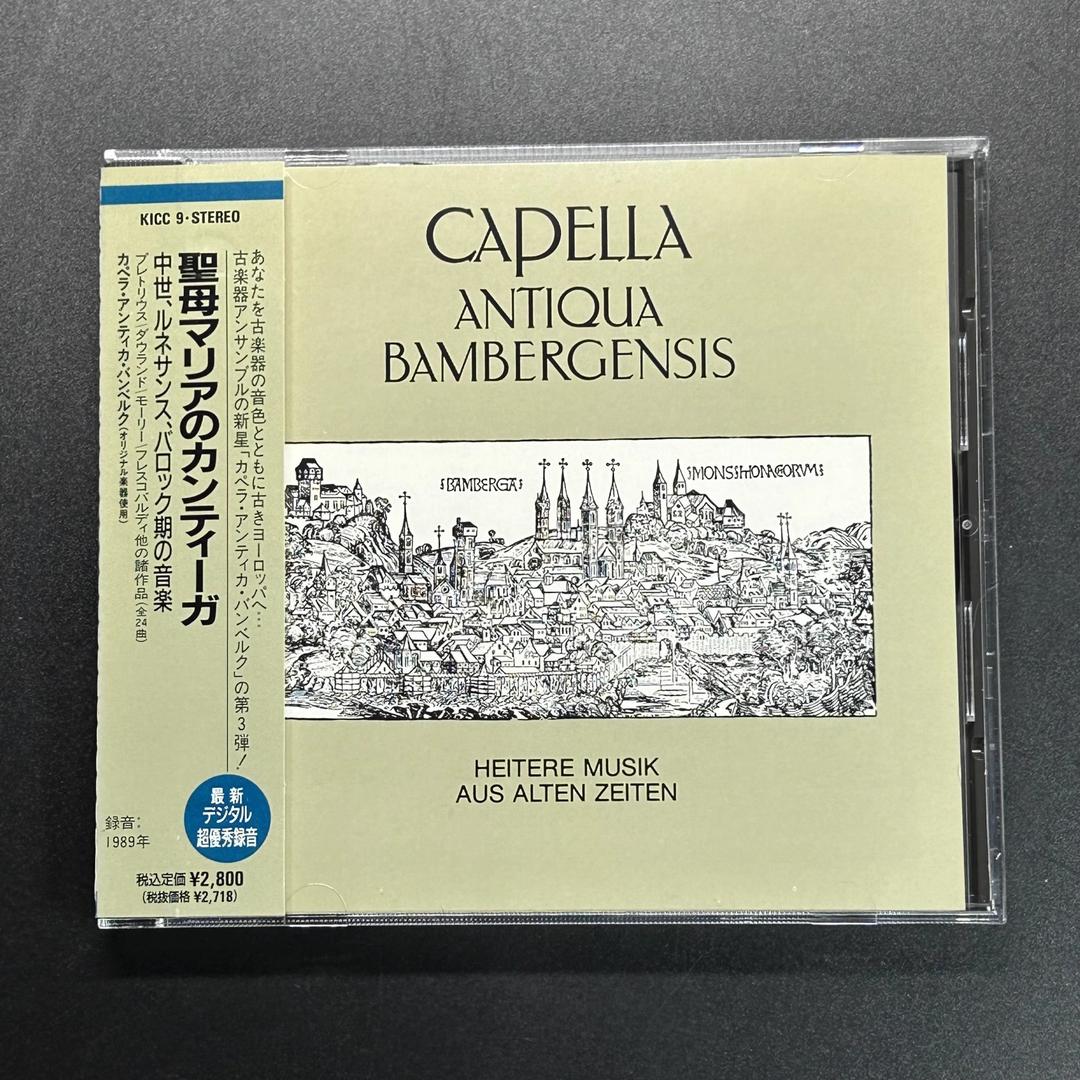 KICC 9·STEREO
あなたを古楽器の音色とともに古きヨーロッパへ…
古楽器アンサンブルの新星「カペラ・アンティカ・バンベルク」の第3弾!
聖母マリアのカンティーガ
中世、ルネサンス、バロック期の音楽
プレトリウス/ダウランド/モーリー/フレスコバルディ他の諸作品(全24曲)
カペラ・アンティカ・バンベルク(オリジナル楽器使用)
最新
デジタル
超優秀録音
録音:
1989年
税込定価 ¥2,800
(税抜価格 ¥2,718)
CAPELLA
ANTIQUA
BAMBERGENSIS
BAMBERGA
MONS MONACORVM
HEITERE MUSIK
AUS ALTEN ZEITEN